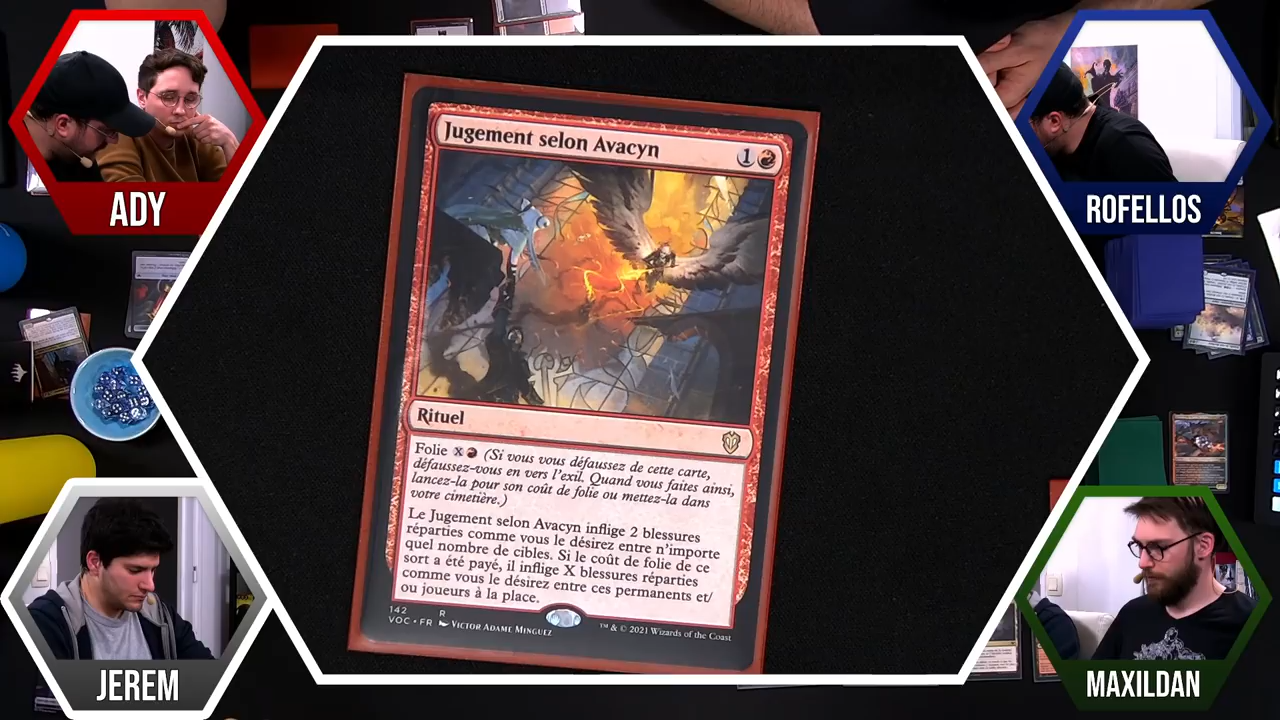 ADY
ROFELLOS
Jugement selon Avacyn
1
Rituel
Folie X (Si vous vous défaussez de cette carte,
défaussez-vous en vers l'exil. Quand vous faites ainsi,
lancez-la pour son coût de folie ou mettez-la dans
votre cimetière.)
Le Jugement selon Avacyn inflige 2 blessures
réparties comme vous le désirez entre n'importe
quel nombre de cibles. Si le coût de folie de ce
sort a été payé, il inflige X blessures réparties
comme vous le désirez entre ces permanents et/
ou joueurs à la place.
142 R
VOC • FR VICTOR ADAME MINGUEZ
™ & © 2021 Wizards of the Coast
JEREM
MAXILDAN